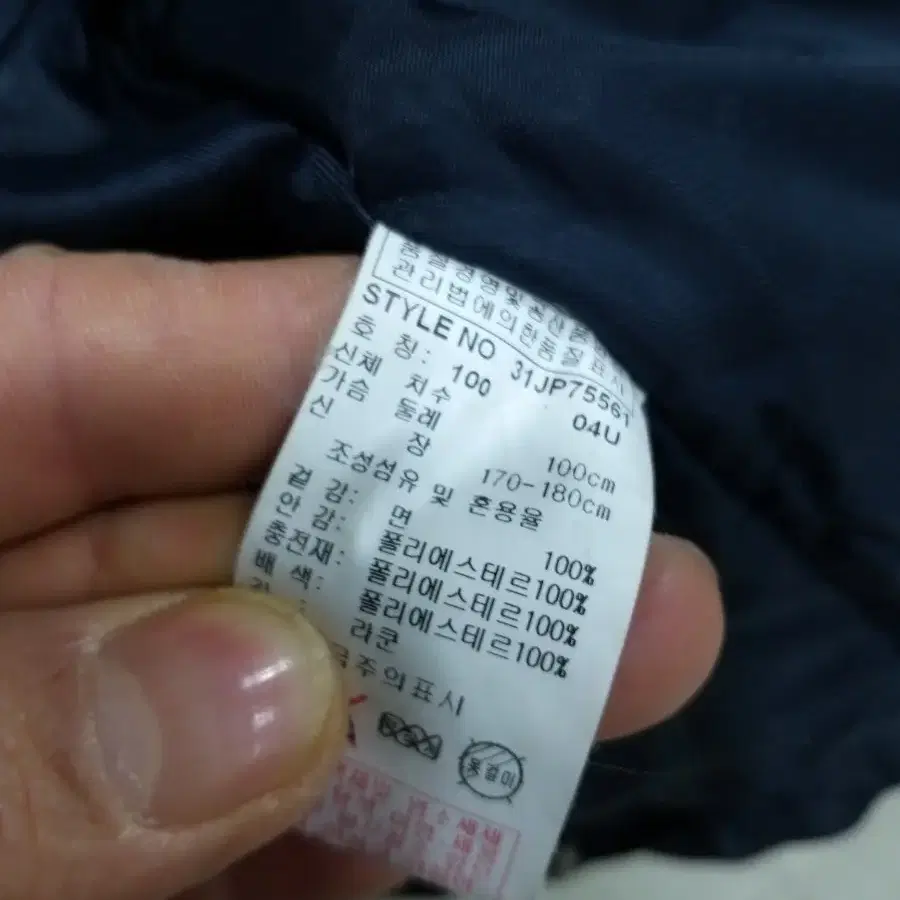 관리법에의한품질표시
STYLE NO 31JP75561
호 칭: 100 04U
신체 치수
가슴 둘레 100cm
신 장 170-180cm
조성섬유 및 혼용율
겉 감: 면 100%
안 감: 폴리에스테르100%
충전재: 폴리에스테르100%
배 색: 폴리에스테르100%
라쿤
주의표시
옷걸이